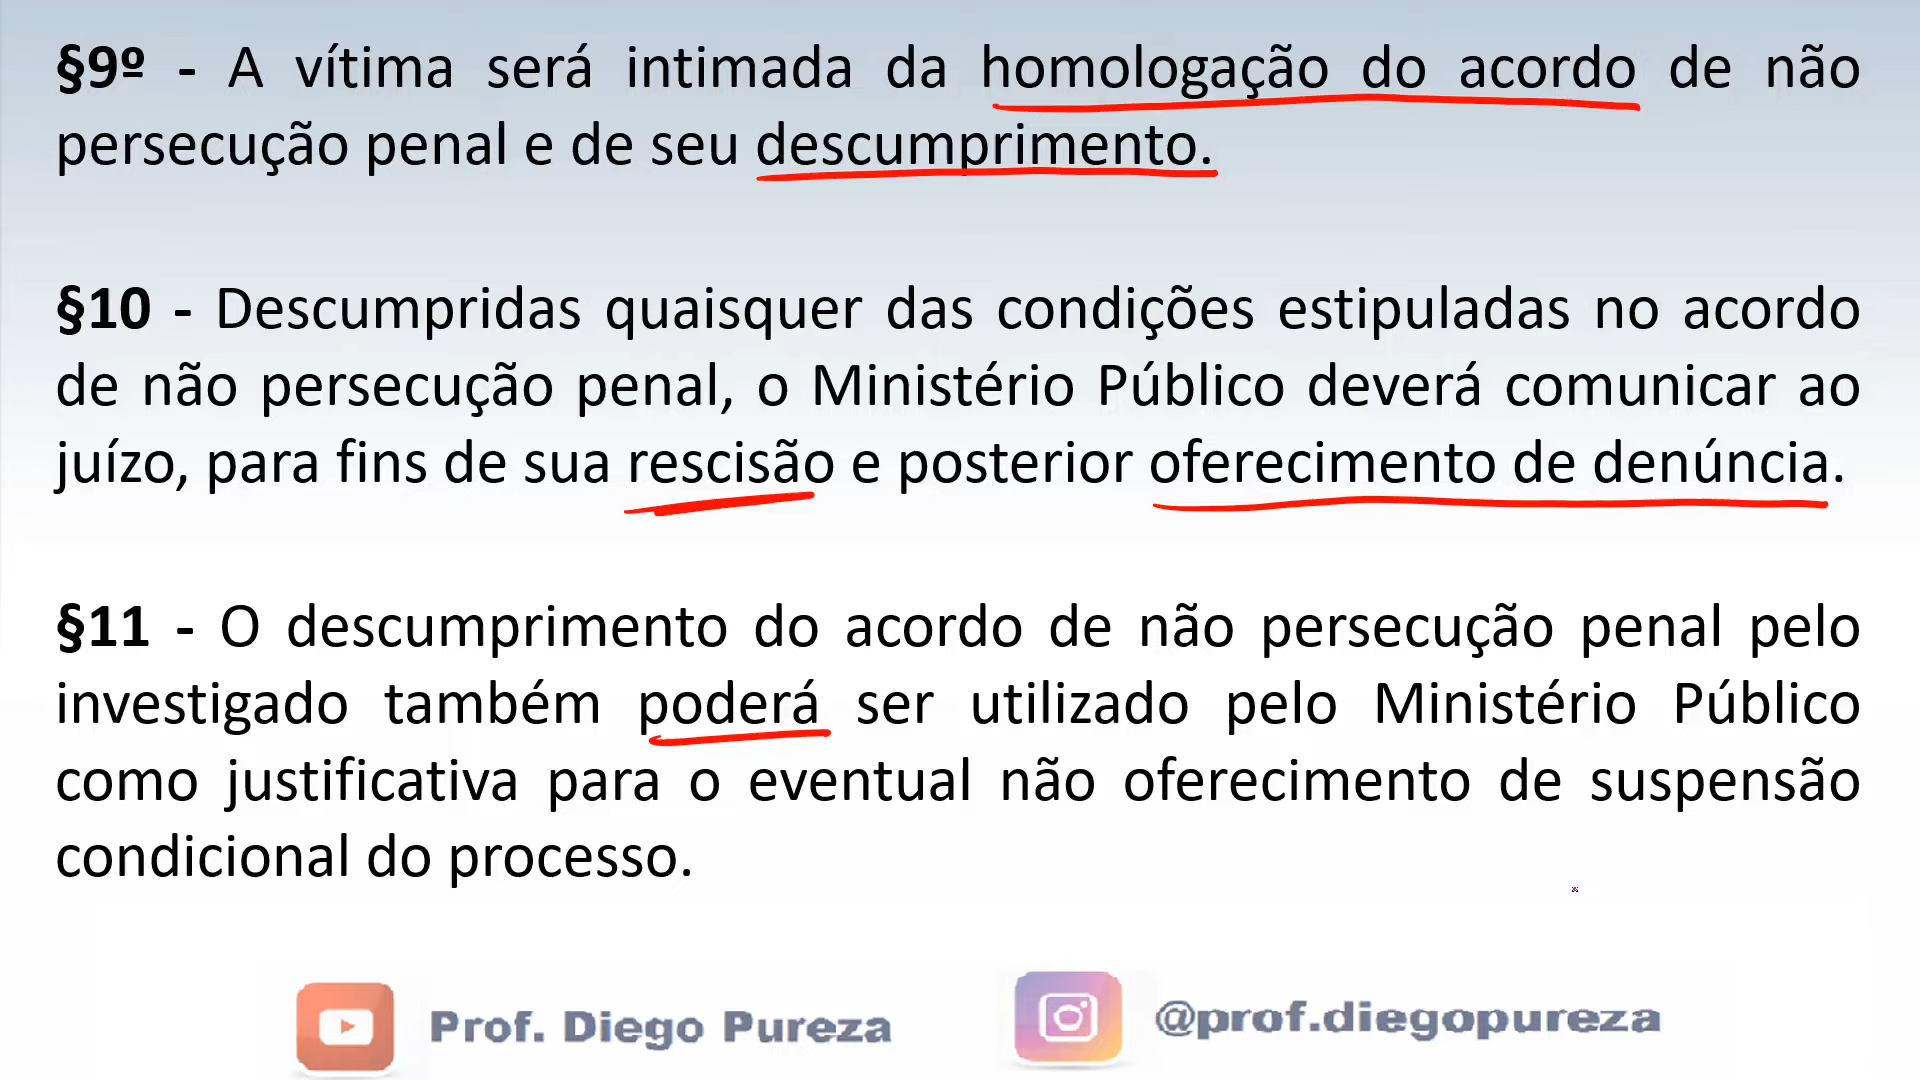 §9º - A vítima será intimada da homologação do acordo de não
persecução penal e de seu descumprimento.
§10 - Descumpridas quaisquer das condições estipuladas no acordo
de não persecução penal, o Ministério Público deverá comunicar ao
juízo, para fins de sua rescisão e posterior oferecimento de denúncia.
§11 - O descumprimento do acordo de não persecução penal pelo
investigado também poderá ser utilizado pelo Ministério Público
como justificativa para o eventual não oferecimento de suspensão
condicional do processo.
Prof. Diego Pureza @prof.diegopureza